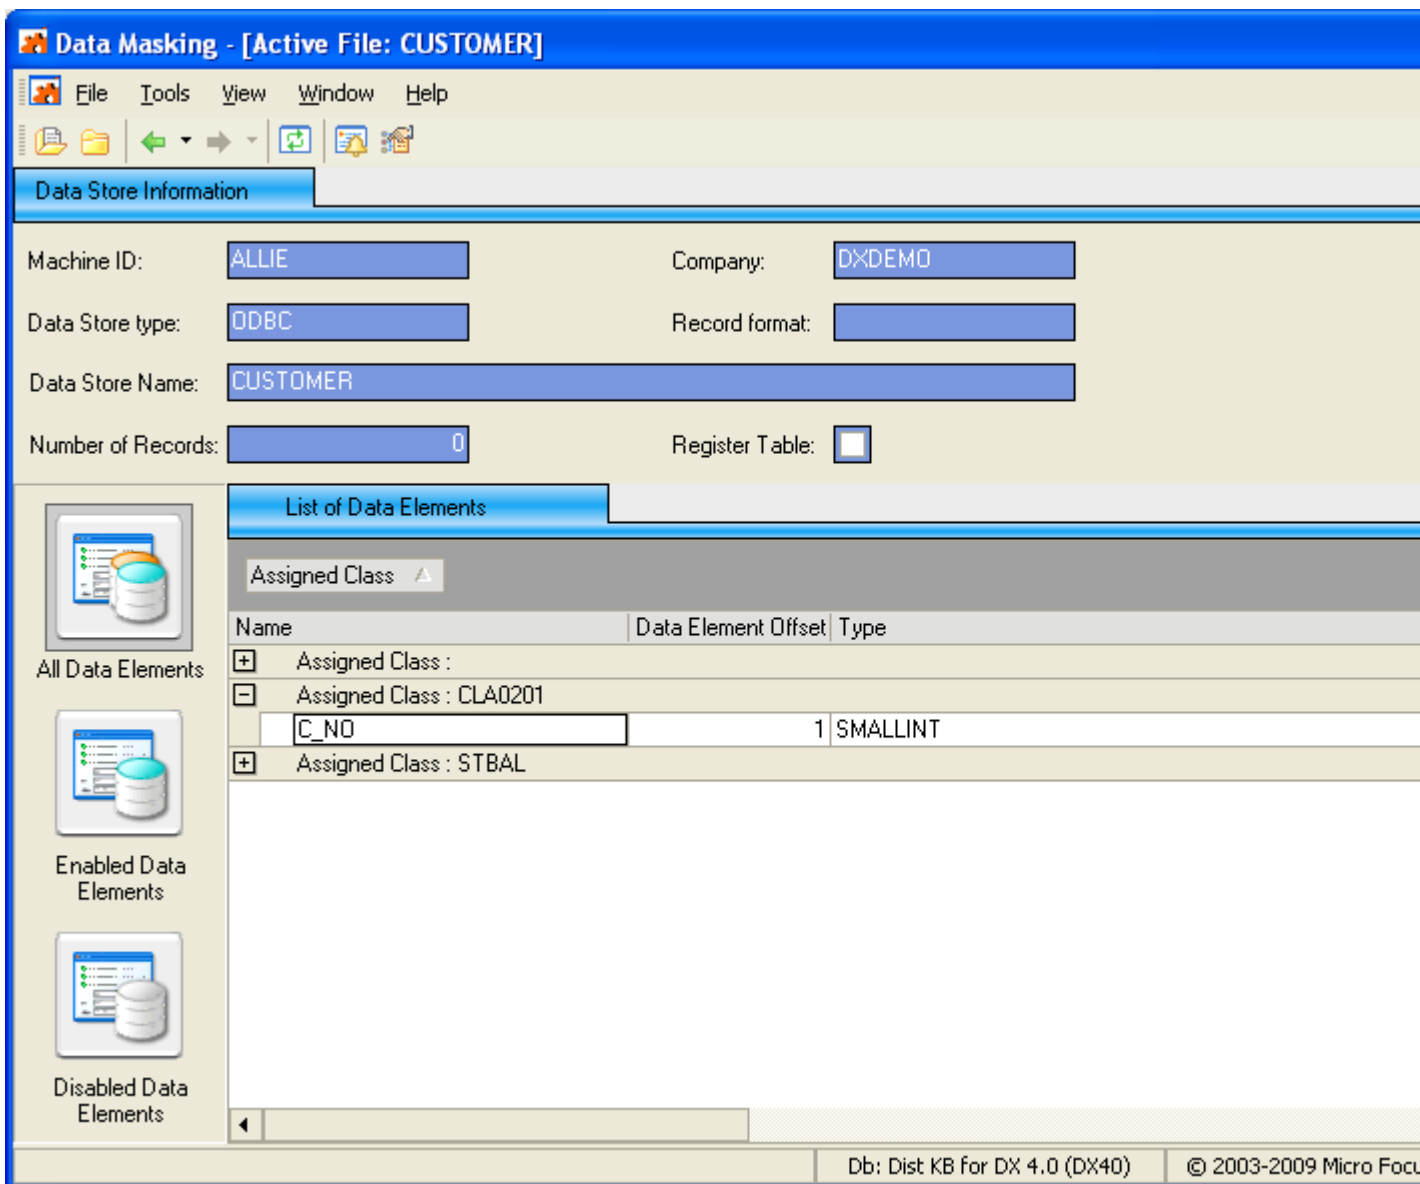 Data Masking - [Active File: CUSTOMER]
File Tools View Window Help
Data Store Information
Machine ID: ALLIE Company: DXDEMO
Data Store type: ODBC Record format:
Data Store Name: CUSTOMER
Number of Records: 0 Register Table:
List of Data Elements
Assigned Class
Name Data Element Offset Type
All Data Elements
Assigned Class :
Assigned Class : CLA0201
C_NO 1 SMALLINT
Assigned Class : STBAL
Enabled Data
Elements
Disabled Data
Elements
Db: Dist KB for DX 4.0 (DX40) © 2003-2009 Micro Focu